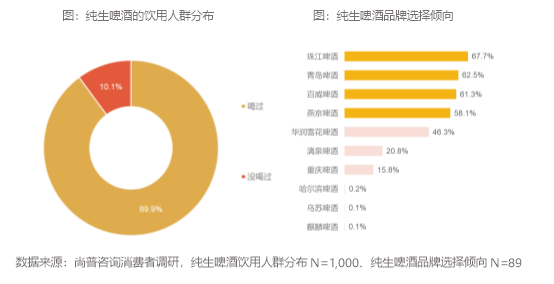 图：纯生啤酒的饮用人群分布
10.1%
89.9%
喝过
没喝过
图：纯生啤酒品牌选择倾向
珠江啤酒 67.7%
青岛啤酒 62.5%
百威啤酒 61.3%
燕京啤酒 58.1%
华润雪花啤酒 46.3%
漓泉啤酒 20.8%
重庆啤酒 15.8%
哈尔滨啤酒 0.2%
乌苏啤酒 0.1%
麒麟啤酒 0.1%
数据来源：尚普咨询消费者调研，纯生啤酒饮用人群分布 N=1,000．纯生啤酒品牌选择倾向 N=89